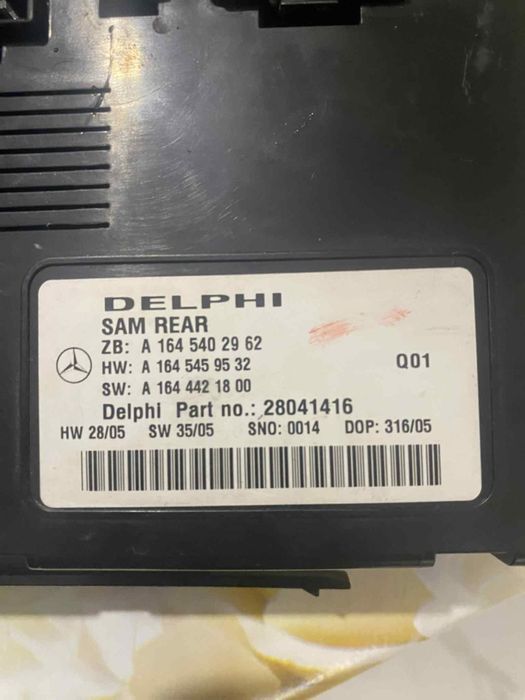 DELPHI
SAM REAR
ZB: A 164 540 29 62
HW: A 164 545 95 32
Q01
SW: A 164 442 18 00
Delphi Part no.: 28041416
HW 28/05 SW 35/05 SNO: 0014 DOP: 316/05